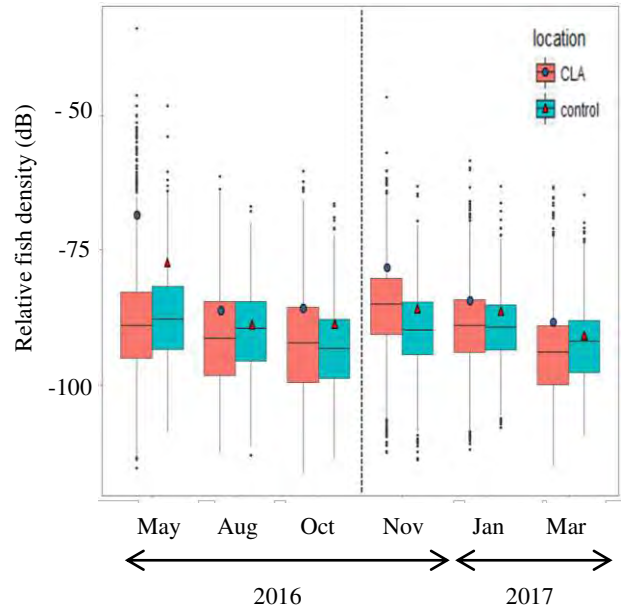 location
CLA
control
Relative fish density (dB)
- 50
-75
-100
May Aug Oct Nov Jan Mar
2016 2017